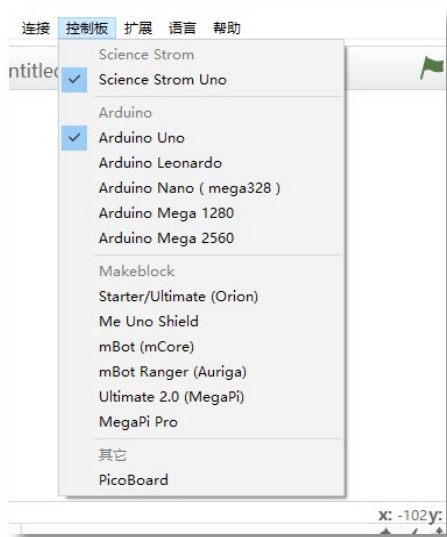 连接 控制板 扩展 语言 帮助
ntitled
Science Strom
Science Strom Uno
Arduino
Arduino Uno
Arduino Leonardo
Arduino Nano ( mega328 )
Arduino Mega 1280
Arduino Mega 2560
Makeblock
Starter/Ultimate (Orion)
Me Uno Shield
mBot (mCore)
mBot Ranger (Auriga)
Ultimate 2.0 (MegaPi)
MegaPi Pro
其它
PicoBoard
x: -102 y: